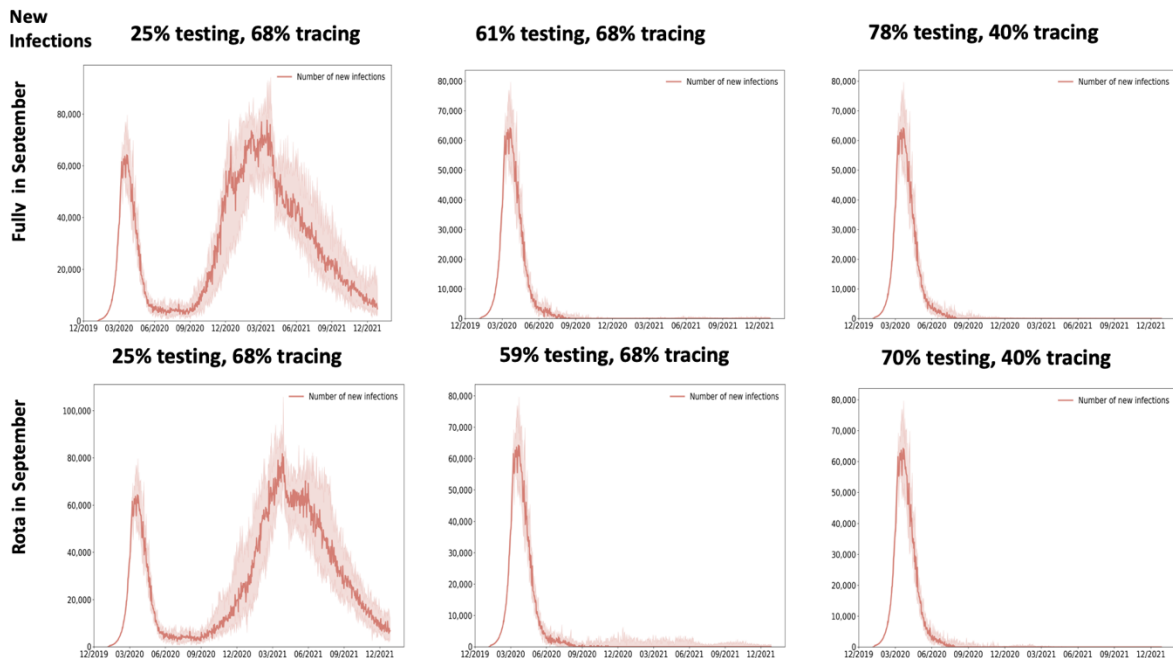 New
Infections
25% testing, 68% tracing
61% testing, 68% tracing
78% testing, 40% tracing
Fully in September
Number of new infections
80,000
60,000
40,000
20,000
0
12/2019 03/2020 06/2020 09/2020 12/2020 03/2021 06/2021 09/2021 12/2021
Number of new infections
80,000
70,000
60,000
50,000
40,000
30,000
20,000
10,000
0
12/2019 03/2020 06/2020 09/2020 12/2020 03/2021 06/2021 09/2021 12/2021
Number of new infections
80,000
70,000
60,000
50,000
40,000
30,000
20,000
10,000
0
12/2019 03/2020 06/2020 09/2020 12/2020 03/2021 06/2021 09/2021 12/2021
25% testing, 68% tracing
59% testing, 68% tracing
70% testing, 40% tracing
Rota in September
Number of new infections
100,000
80,000
60,000
40,000
20,000
0
12/2019 03/2020 06/2020 09/2020 12/2020 03/2021 06/2021 09/2021 12/2021
Number of new infections
80,000
70,000
60,000
50,000
40,000
30,000
20,000
10,000
0
12/2019 03/2020 06/2020 09/2020 12/2020 03/2021 06/2021 09/2021 12/2021
Number of new infections
80,000
70,000
60,000
50,000
40,000
30,000
20,000
10,000
0
12/2019 03/2020 06/2020 09/2020 12/2020 03/2021 06/2021 09/2021 12/2021